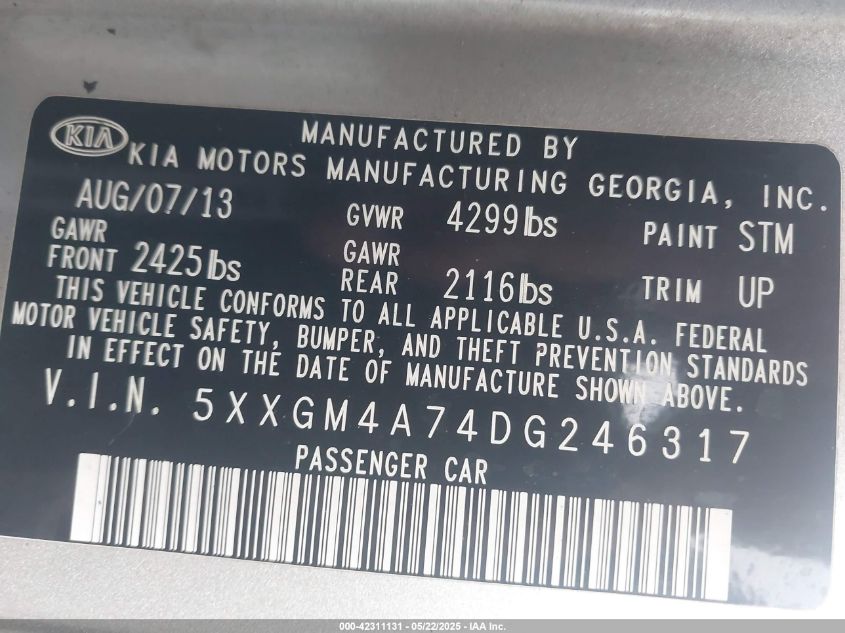 KIA
MANUFACTURED BY
KIA MOTORS MANUFACTURING GEORGIA, INC.
AUG/07/13 GVWR 4299lbs PAINT STM
GAWR FRONT 2425lbs GAWR REAR 2116lbs TRIM UP
THIS VEHICLE CONFORMS TO ALL APPLICABLE U.S.A. FEDERAL
MOTOR VEHICLE SAFETY, BUMPER, AND THEFT PREVENTION STANDARDS
IN EFFECT ON THE DATE OF MANUFACTURE SHOWN ABOVE.
V.I.N. 5XXGM4A74DG246317
PASSENGER CAR
000-42311131 - 05/22/2025 - IAA Inc.